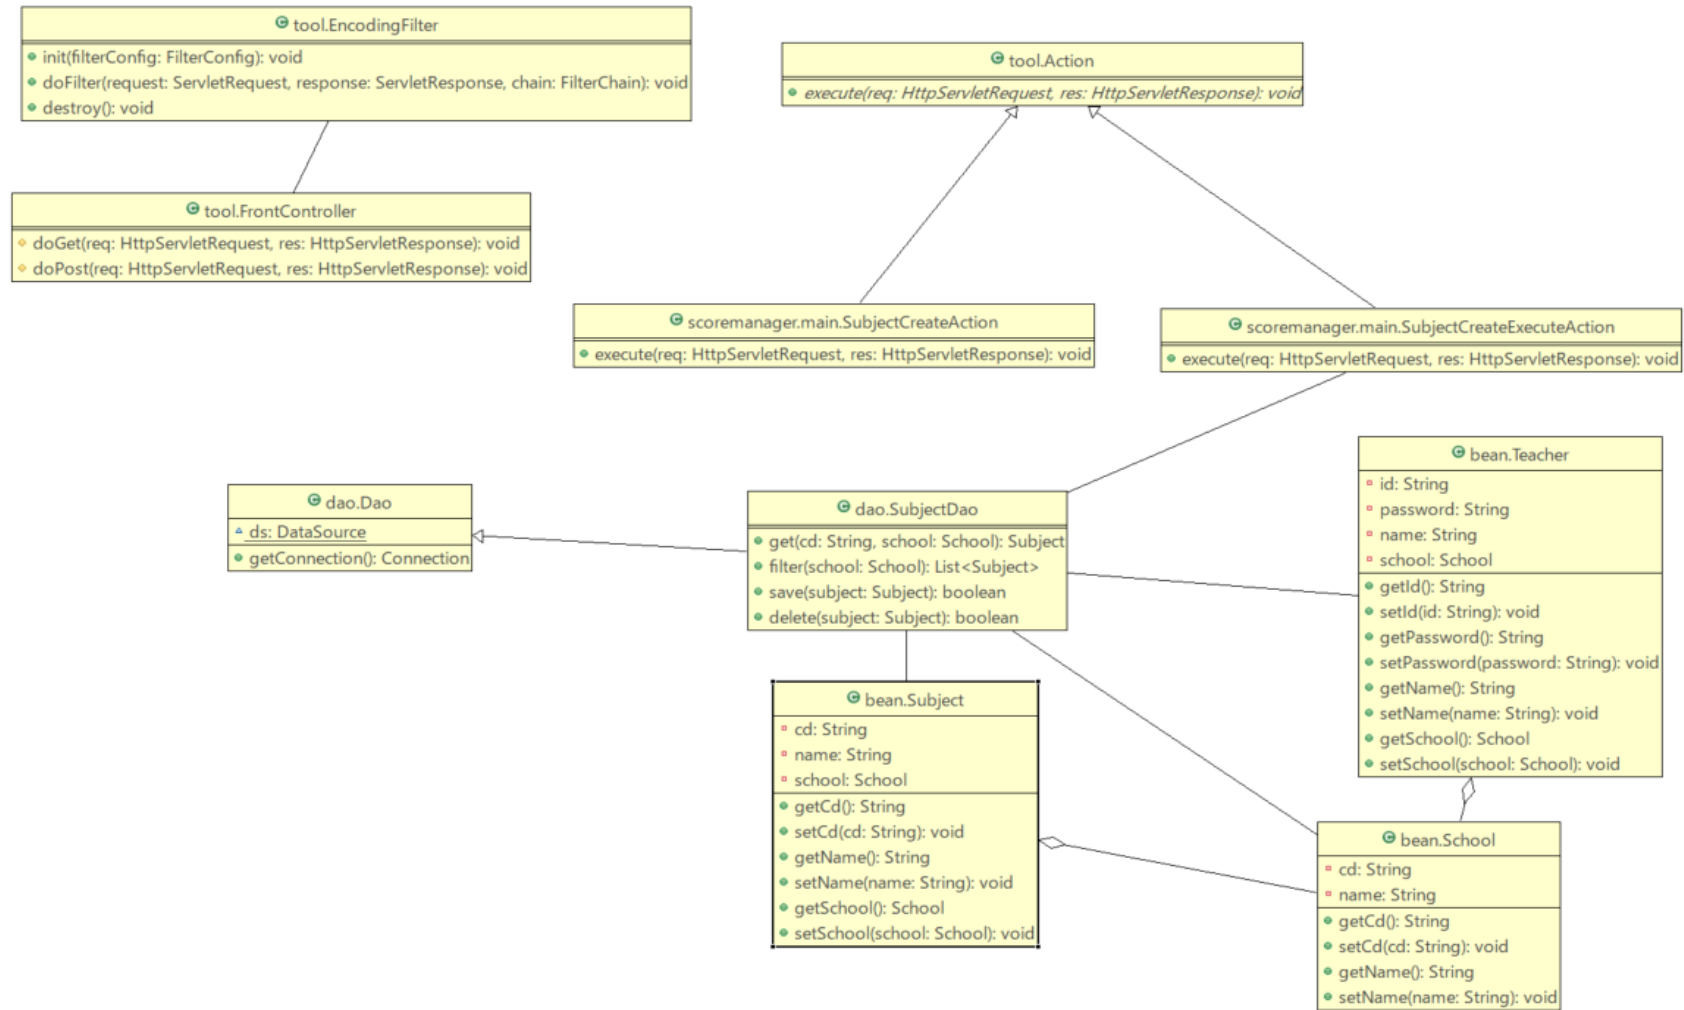 tool.EncodingFilter
init(filterConfig: FilterConfig): void
doFilter(request: ServletRequest, response: ServletResponse, chain: FilterChain): void
destroy(): void
tool.Action
execute(req: HttpServletRequest, res: HttpServletResponse): void
tool.FrontController
doGet(req: HttpServletRequest, res: HttpServletResponse): void
doPost(req: HttpServletRequest, res: HttpServletResponse): void
scoremanager.main.SubjectCreateAction
execute(req: HttpServletRequest, res: HttpServletResponse): void
scoremanager.main.SubjectCreateExecuteAction
execute(req: HttpServletRequest, res: HttpServletResponse): void
dao.Dao
ds: DataSource
getConnection(): Connection
dao.SubjectDao
get(cd: String, school: School): Subject
filter(school: School): List<Subject>
save(subject: Subject): boolean
delete(subject: Subject): boolean
bean.Teacher
id: String
password: String
name: String
school: School
getId(): String
setId(id: String): void
getPassword(): String
setPassword(password: String): void
getName(): String
setName(name: String): void
getSchool(): School
setSchool(school: School): void
bean.Subject
cd: String
name: String
school: School
getCd(): String
setCd(cd: String): void
getName(): String
setName(name: String): void
getSchool(): School
setSchool(school: School): void
bean.School
cd: String
name: String
getCd(): String
setCd(cd: String): void
getName(): String
setName(name: String): void